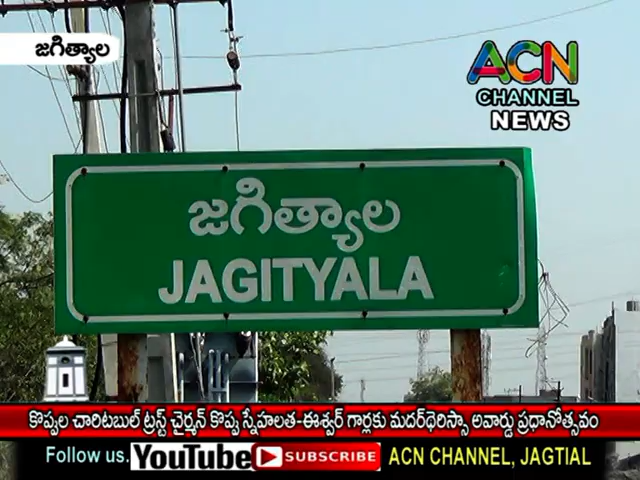 జగిత్యాల
ACN
CHANNEL
NEWS
జగిత్యాల
JAGITYALA
కొప్పుల చారిటబుల్ ట్రస్ట్ చైర్మన్ కొప్పు స్నేహలత-ఈశ్వర్ గార్లకు మదర్‌థెరిస్సా అవార్డు ప్రధానోత్సవం
Follow us. YouTube SUBSCRIBE ACN CHANNEL, JAGTIAL